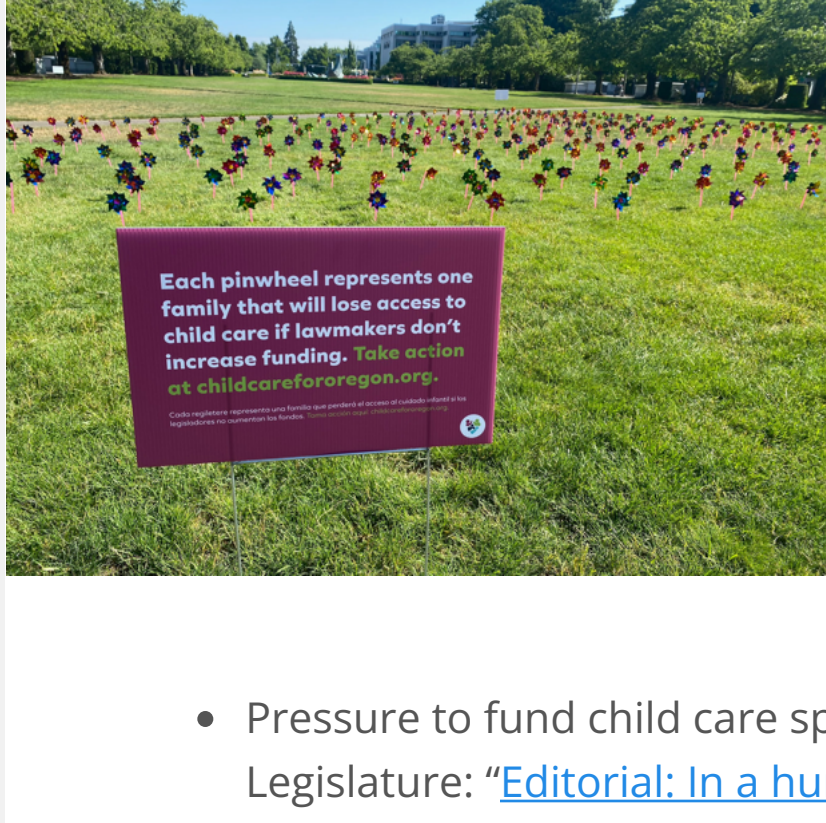 Each pinwheel represents one
family that will lose access to
child care if lawmakers don't
increase funding. Take action
at childcarefororegon.org.
Cada regilete representa una familia que perderá el acceso al cuidado infantil si los
legisladores no aumentan los fondos. Toma acción aquí childcarefororegon.org
• Pressure to fund child care sp
Legislature: “Editorial: In a hu